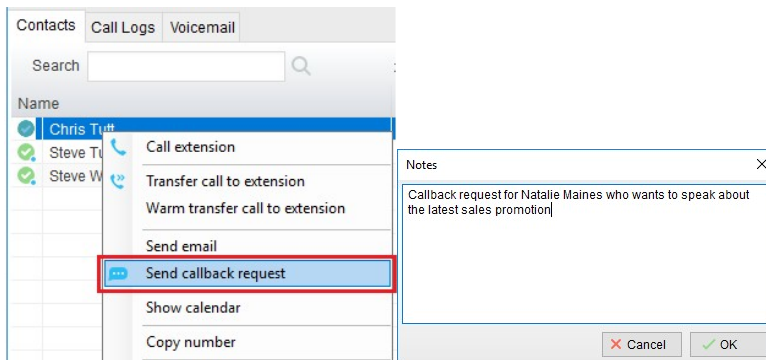 Contacts Call Logs Voicemail
Search
Name
Chris Tutt
Steve Tu
Steve W
Call extension
Transfer call to extension
Warm transfer call to extension
Send email
Send callback request
Show calendar
Copy number
Notes
Callback request for Natalie Maines who wants to speak about
the latest sales promotion
Cancel OK